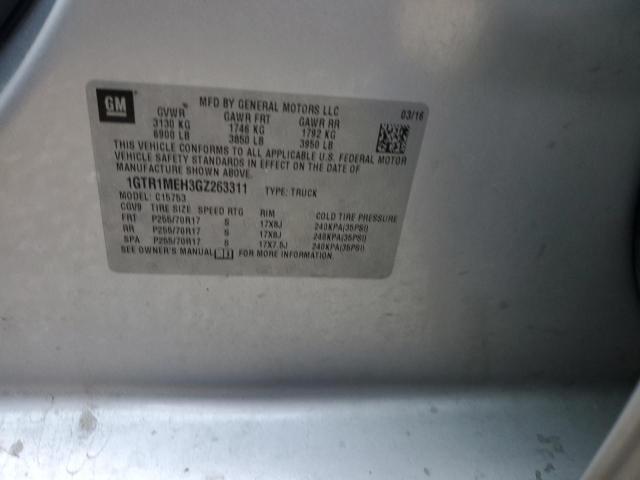 GM
MFD BY GENERAL MOTORS LLC
03/16
GVWR GAWR FRT GAWR RR
3130 KG 1746 KG 1792 KG
6900 LB 3850 LB 3950 LB
THIS VEHICLE CONFORMS TO ALL APPLICABLE U.S. FEDERAL MOTOR
VEHICLE SAFETY STANDARDS IN EFFECT ON THE DATE OF
MANUFACTURE SHOWN ABOVE.
1GTR1MEH3GZ263311 TYPE: TRUCK
MODEL: C15753
CGV9 TIRE SIZE SPEED RTG RIM COLD TIRE PRESSURE
FRT P255/70R17 S 17X8J 240KPA(35PSI)
RR P255/70R17 S 17X8J 240KPA(35PSI)
SPA P255/70R17 S 17X7.5J 240KPA(35PSI)
SEE OWNER'S MANUAL FOR MORE INFORMATION.